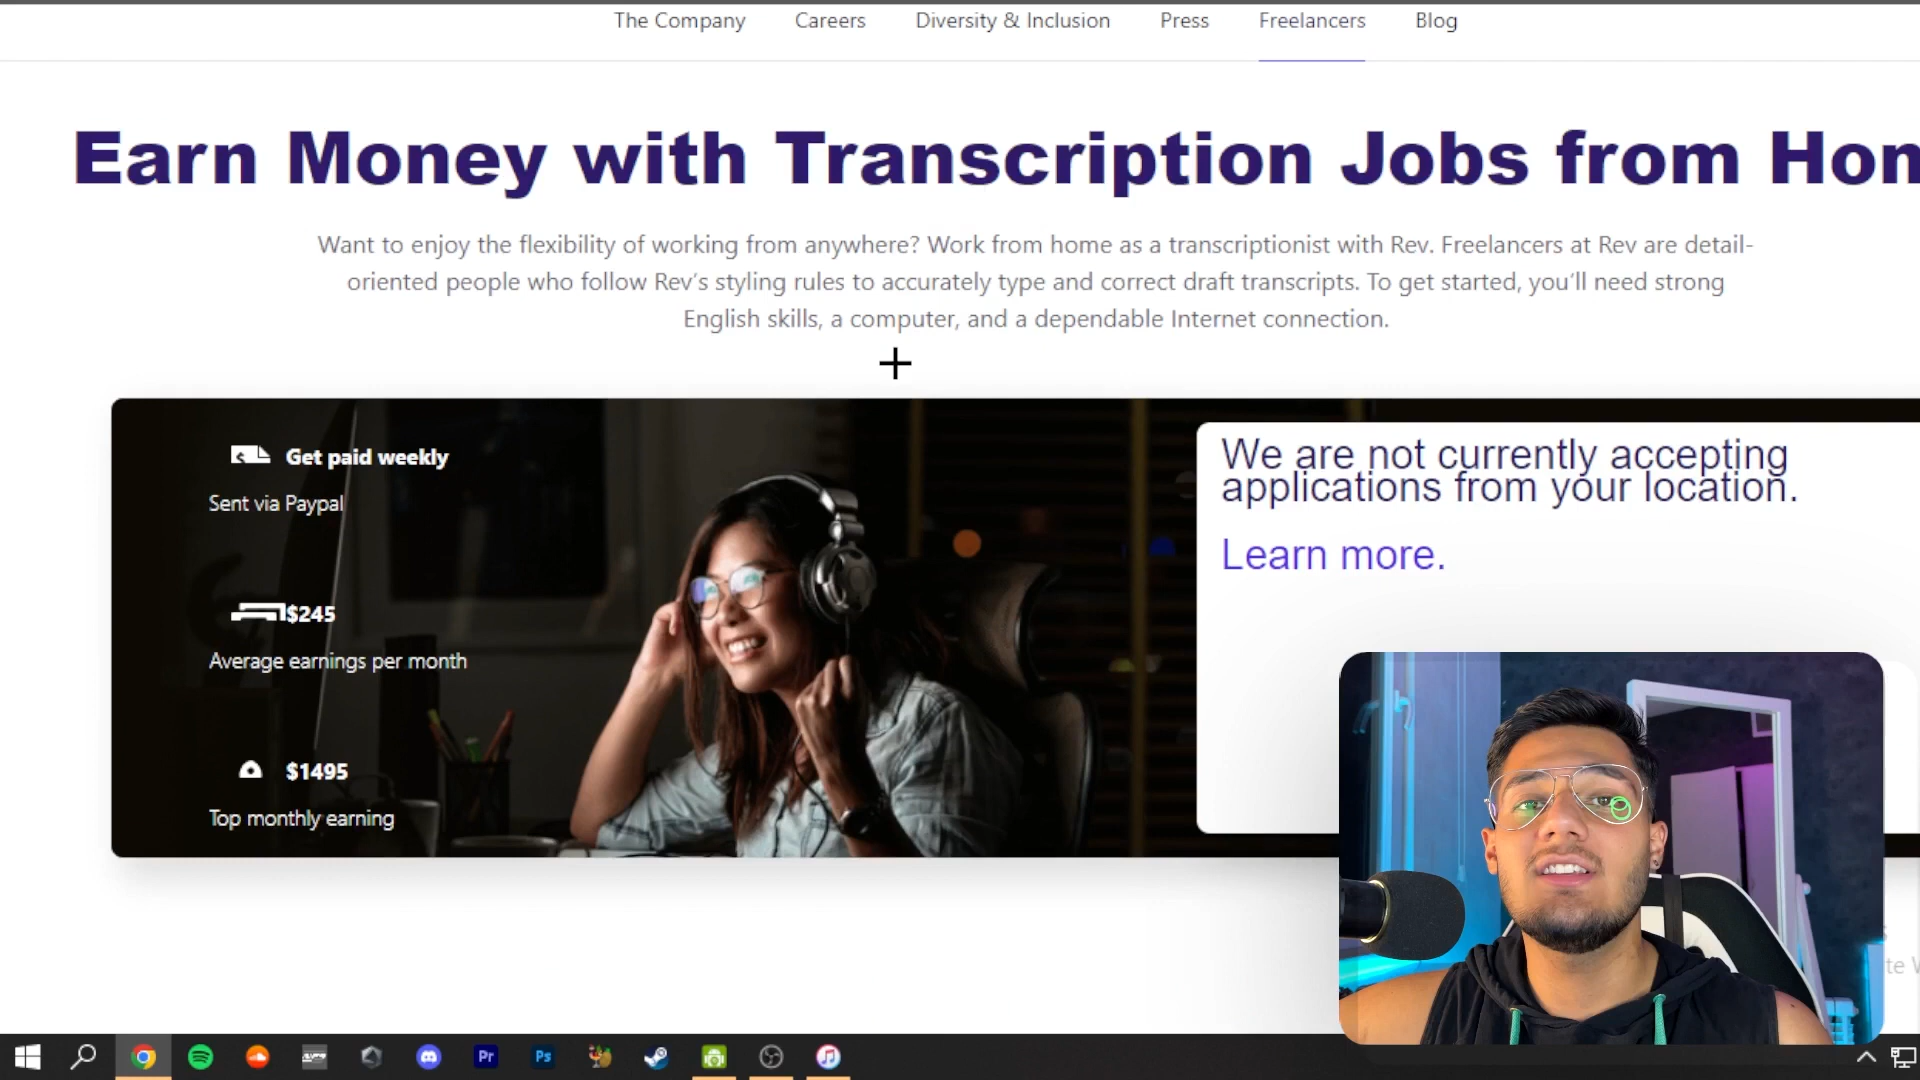 The Company Careers Diversity & Inclusion Press Freelancers Blog
Earn Money with Transcription Jobs from Hom
Want to enjoy the flexibility of working from anywhere? Work from home as a transcriptionist with Rev. Freelancers at Rev are detail-
oriented people who follow Rev's styling rules to accurately type and correct draft transcripts. To get started, you'll need strong
English skills, a computer, and a dependable Internet connection.
Get paid weekly
Sent via Paypal
$245
Average earnings per month
$1495
Top monthly earning
We are not currently accepting
applications from your location.
Learn more.
Pr Ps